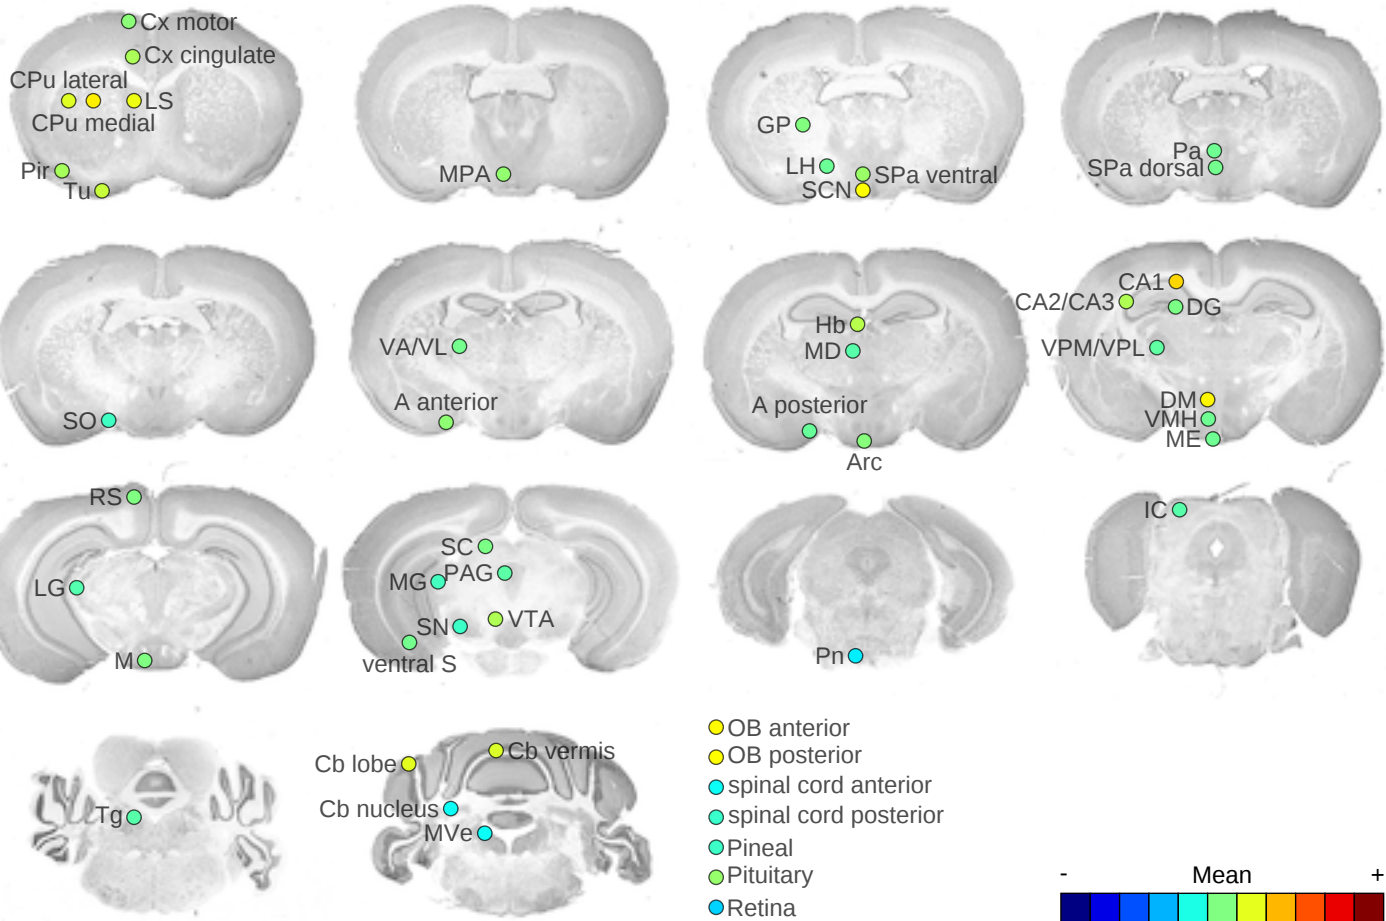 Cx motor
Cx cingulate
CPu lateral
LS
CPu medial
Pir
Tu
MPA
GP
LH
SPa ventral
SCN
Pa
SPa dorsal
SO
VA/VL
A anterior
Hb
MD
A posterior
Arc
CA1
CA2/CA3
DG
VPM/VPL
DM
VMH
ME
RS
LG
M
SC
MG
PAG
SN
VTA
ventral S
Pn
IC
Tg
Cb lobe
Cb vermis
Cb nucleus
MVe
OB anterior
OB posterior
spinal cord anterior
spinal cord posterior
Pineal
Pituitary
Retina
- Mean +